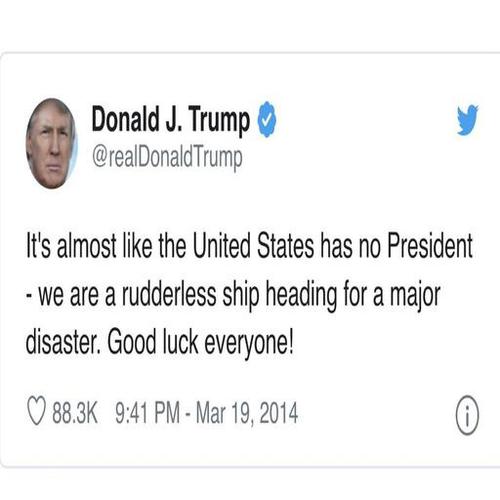 Donald J. Trump
@realDonaldTrump
It's almost like the United States has no President
- we are a rudderless ship heading for a major
disaster. Good luck everyone!
88.3K 9:41 PM - Mar 19, 2014